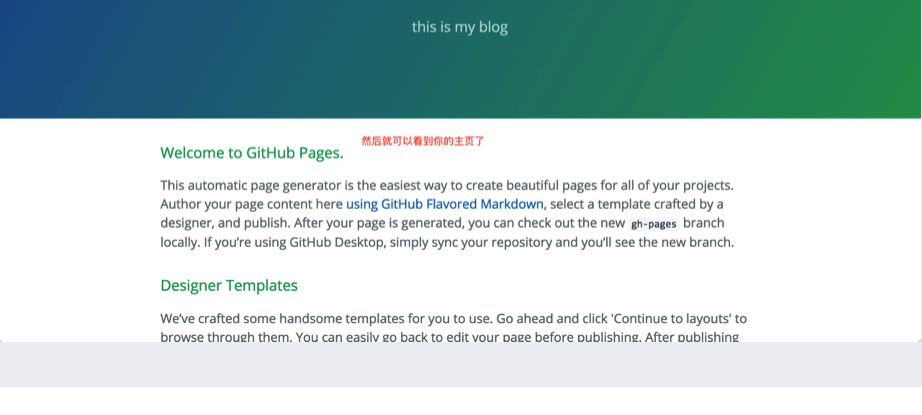 this is my blog
然后就可以看到你的主页了
Welcome to GitHub Pages.
This automatic page generator is the easiest way to create beautiful pages for all of your projects.
Author your page content here using GitHub Flavored Markdown, select a template crafted by a
designer, and publish. After your page is generated, you can check out the new gh-pages branch
locally. If you’re using GitHub Desktop, simply sync your repository and you’ll see the new branch.
Designer Templates
We’ve crafted some handsome templates for you to use. Go ahead and click 'Continue to layouts' to
browse through them. You can easily go back to edit your page before publishing. After publishing